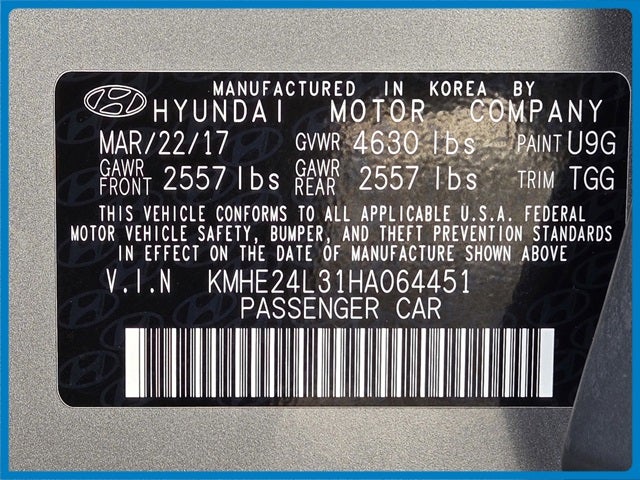 MANUFACTURED IN KOREA BY
HYUNDAI MOTOR COMPANY
MAR/22/17 GVWR 4630 lbs PAINT U9G
GAWR FRONT 2557 lbs GAWR REAR 2557 lbs TRIM TGG
THIS VEHICLE CONFORMS TO ALL APPLICABLE U.S.A. FEDERAL
MOTOR VEHICLE SAFETY, BUMPER, AND THEFT PREVENTION STANDARDS
IN EFFECT ON THE DATE OF MANUFACTURE SHOWN ABOVE
V.I.N KMHE24L31HA064451
PASSENGER CAR